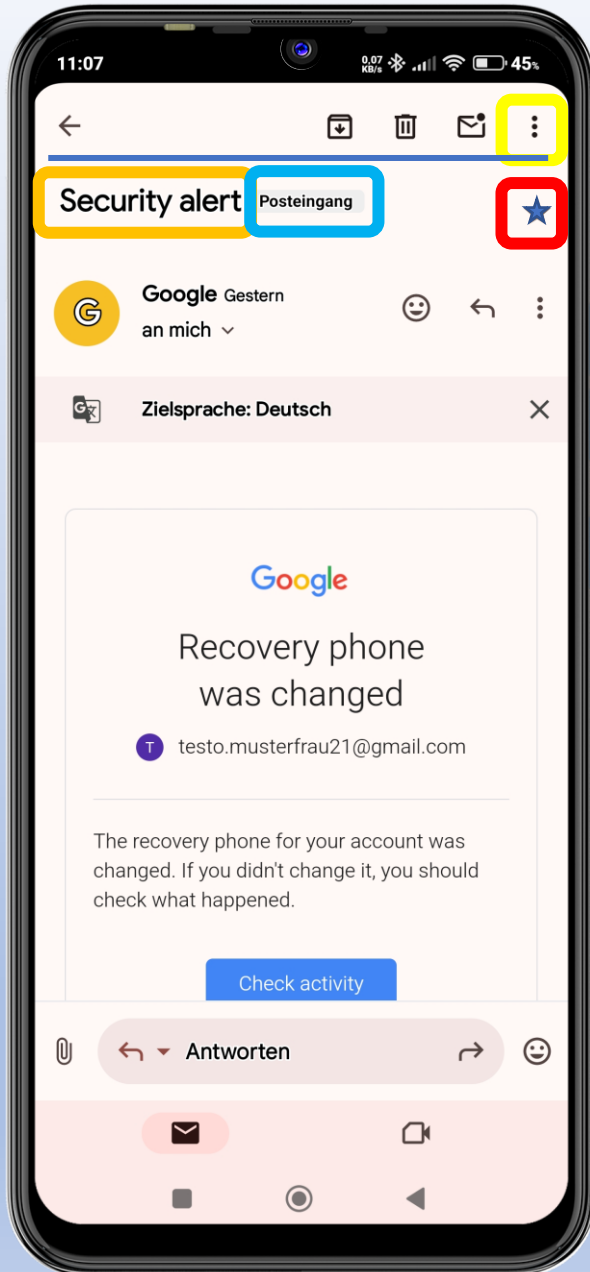 11:07
0,07
KB/s
45%
Security alert Posteingang
G Google Gestern
an mich
Zielsprache: Deutsch
Google
Recovery phone
was changed
T testo.musterfrau21@gmail.com
The recovery phone for your account was
changed. If you didn't change it, you should
check what happened.
Check activity
Antworten